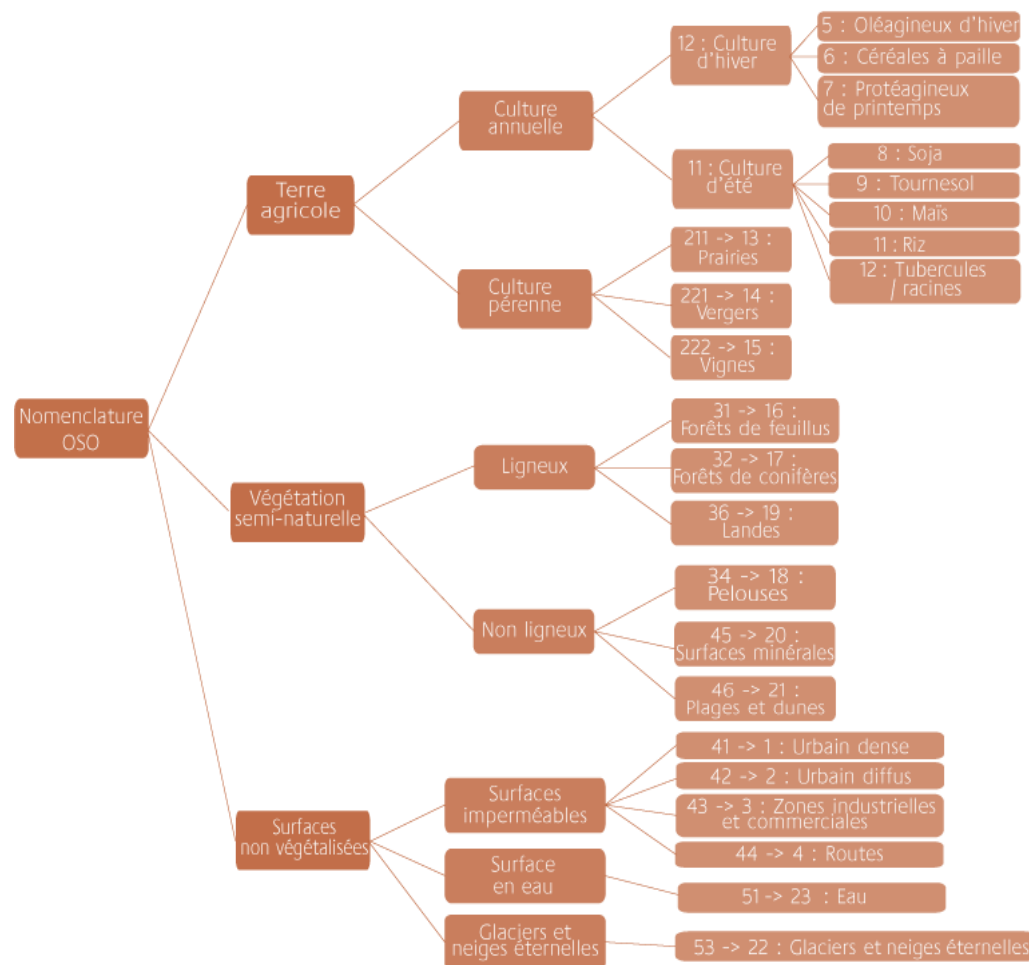 Nomenclature
OSO
Terre
agricole
Culture
annuelle
12 : Culture
d'hiver
5 : Oléagineux d'hiver
6 : Céréales à paille
7 : Protéagineux
de printemps
11 : Culture
d'été
8 : Soja
9 : Tournesol
10 : Maïs
11 : Riz
12 : Tubercules
/ racines
Culture
pérenne
211 -> 13 :
Prairies
221 -> 14 :
Vergers
222 -> 15 :
Vignes
Végétation
semi-naturelle
Ligneux
31 -> 16 :
Forêts de feuillus
32 -> 17 :
Forêts de conifères
36 -> 19 :
Landes
Non ligneux
34 -> 18 :
Pelouses
45 -> 20 :
Surfaces minérales
46 -> 21 :
Plages et dunes
Surfaces
non végétalisées
Surfaces
imperméables
41 -> 1 : Urbain dense
42 -> 2 : Urbain diffus
43 -> 3 : Zones industrielles
et commerciales
44 -> 4 : Routes
Surface
en eau
51 -> 23 : Eau
Glaciers et
neiges éternelles
53 -> 22 : Glaciers et neiges éternelles